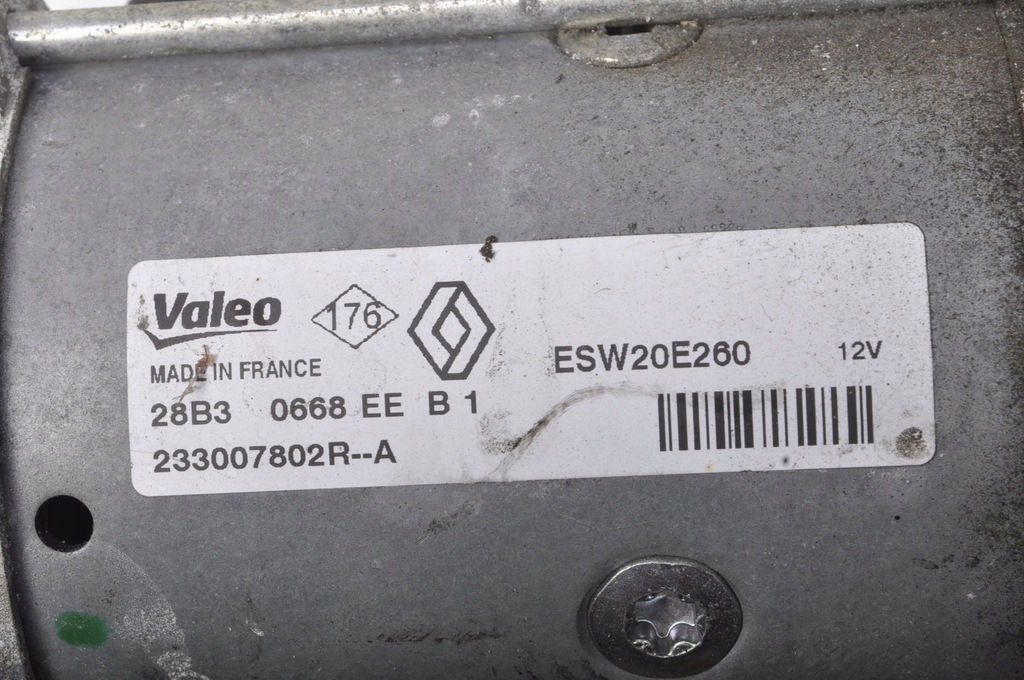 Valeo 176
MADE IN FRANCE
ESW20E260 12V
28B3 0668 EE B 1
233007802R--A